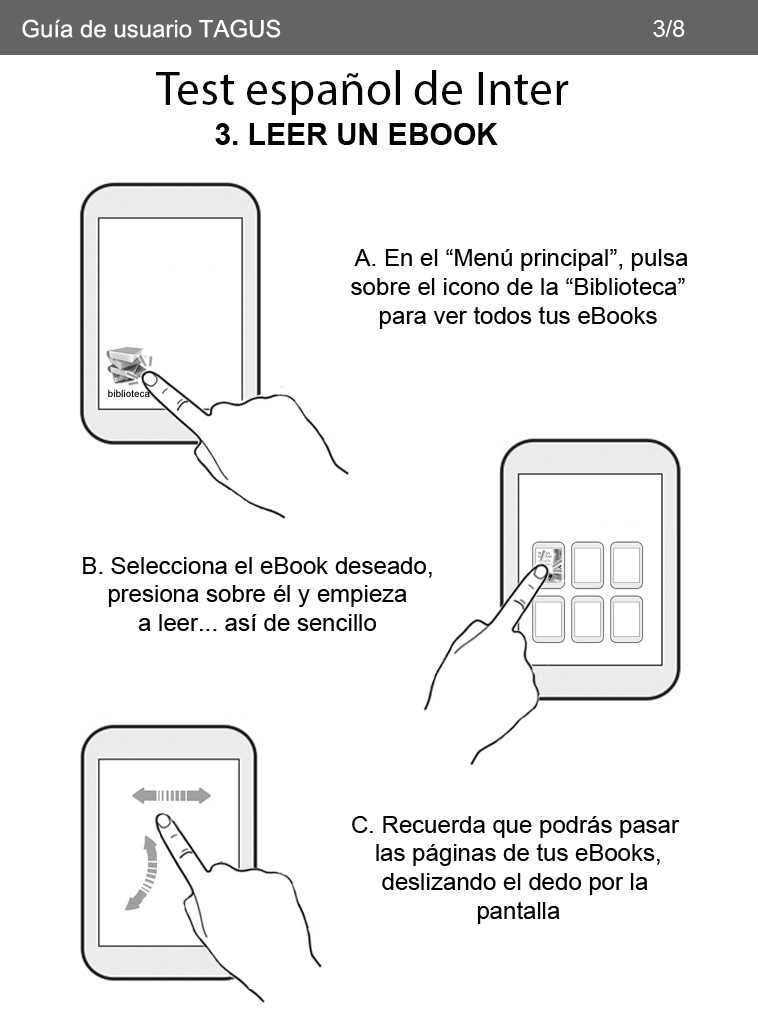 Guía de usuario TAGUS 3/8
Test español de Inter
3. LEER UN EBOOK
A. En el “Menú principal”, pulsa
sobre el icono de la “Biblioteca”
para ver todos tus eBooks
biblioteca
B. Selecciona el eBook deseado,
presiona sobre él y empieza
a leer... así de sencillo
C. Recuerda que podrás pasar
las páginas de tus eBooks,
deslizando el dedo por la
pantalla